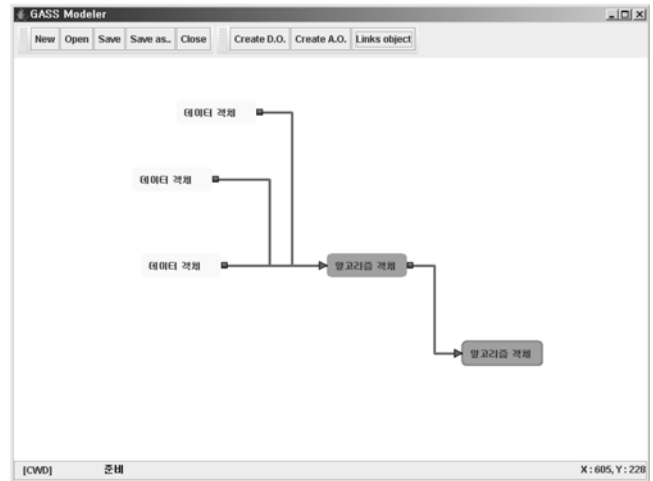 GASS Modeler
New Open Save Save as.. Close Create D.O. Create A.O. Links object
데이터 객체
데이터 객체
데이터 객체
알고리즘 객체
알고리즘 객체
[CWD] 준비 X : 605, Y : 228